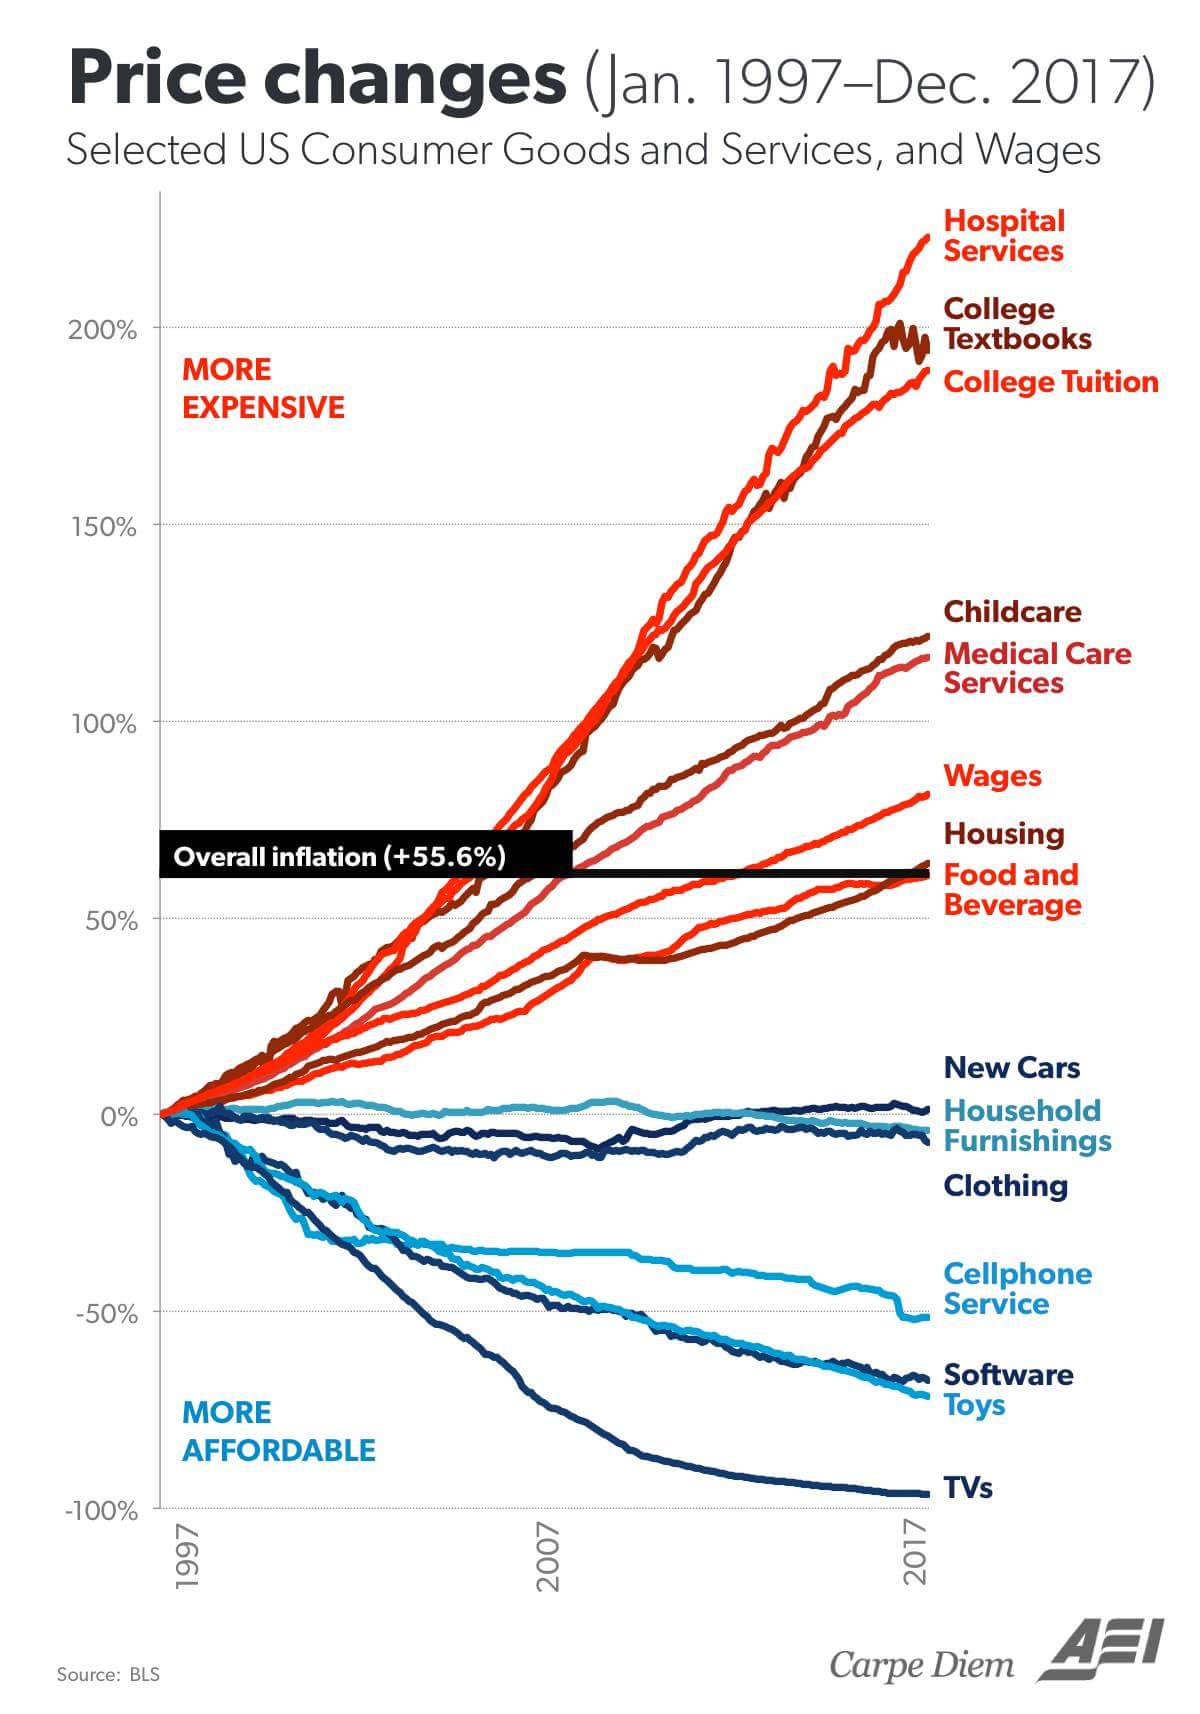 Price changes (Jan. 1997–Dec. 2017)
Selected US Consumer Goods and Services, and Wages
Hospital
Services
College
Textbooks
College Tuition
200%
MORE
EXPENSIVE
150%
Childcare
Medical Care
Services
100%
Wages
Housing
Overall inflation (+55.6%)
Food and
Beverage
50%
New Cars
0%
Household
Furnishings
Clothing
Cellphone
Service
-50%
Software
Toys
MORE
AFFORDABLE
TVs
-100%
1997
2007
2017
Source: BLS
Carpe Diem
AEI